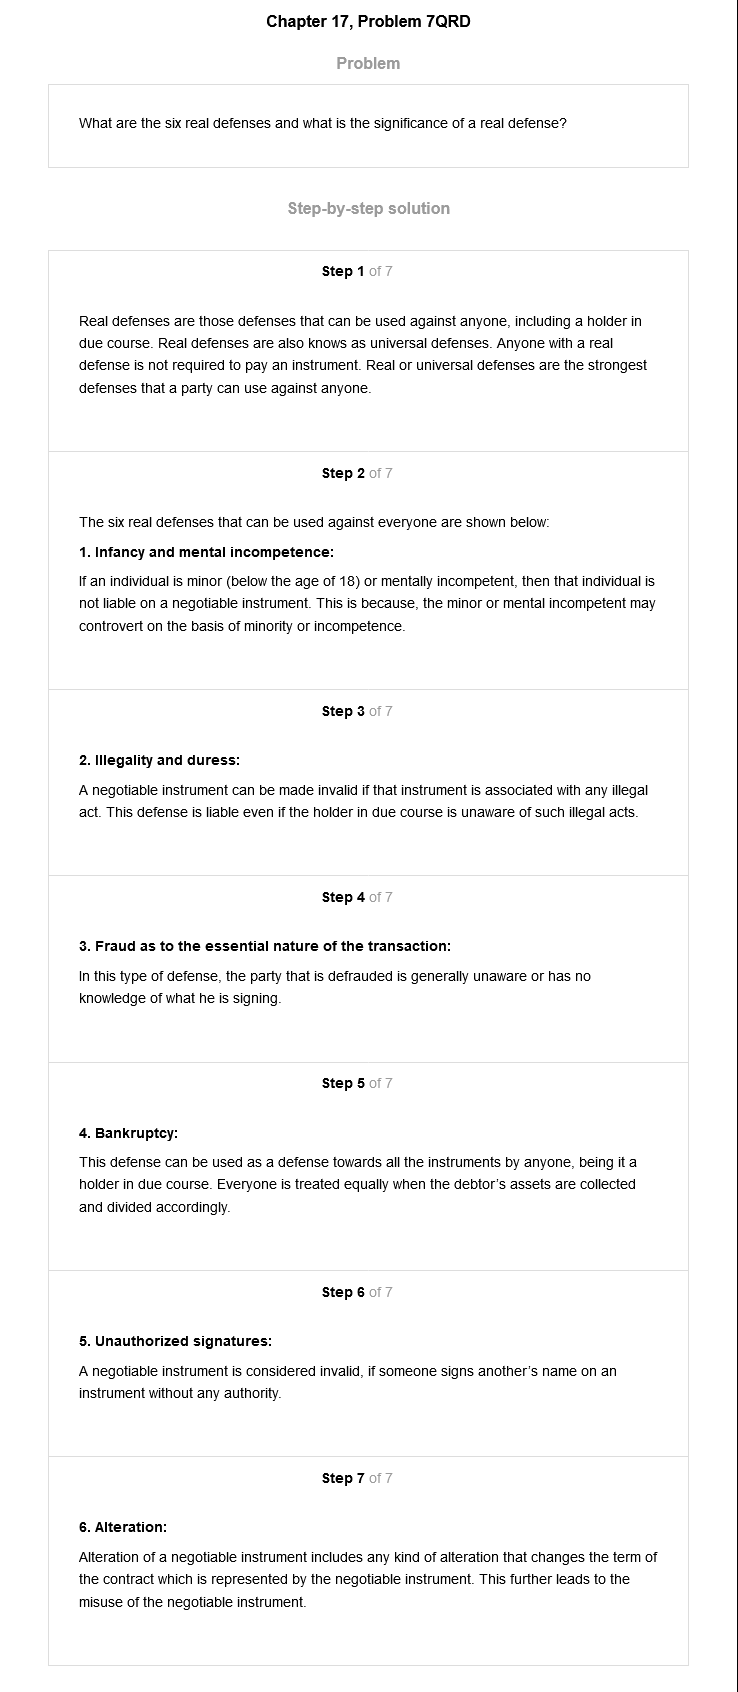 Chapter 17, Problem 7QRD
Problem
What are the six real defenses and what is the significance of a real defense?
Step-by-step solution
Step 1 of 7
Real defenses are those defenses that can be used against anyone, including a holder in
due course. Real defenses are also knows as universal defenses. Anyone with a real
defense is not required to pay an instrument. Real or universal defenses are the strongest
defenses that a party can use against anyone.
Step 2 of 7
The six real defenses that can be used against everyone are shown below:
1. Infancy and mental incompetence:
If an individual is minor (below the age of 18) or mentally incompetent, then that individual is
not liable on a negotiable instrument. This is because, the minor or mental incompetent may
controvert on the basis of minority or incompetence.
Step 3 of 7
2. Illegality and duress:
A negotiable instrument can be made invalid if that instrument is associated with any illegal
act. This defense is liable even if the holder in due course is unaware of such illegal acts.
Step 4 of 7
3. Fraud as to the essential nature of the transaction:
In this type of defense, the party that is defrauded is generally unaware or has no
knowledge of what he is signing.
Step 5 of 7
4. Bankruptcy:
This defense can be used as a defense towards all the instruments by anyone, being it a
holder in due course. Everyone is treated equally when the debtor’s assets are collected
and divided accordingly.
Step 6 of 7
5. Unauthorized signatures:
A negotiable instrument is considered invalid, if someone signs another’s name on an
instrument without any authority.
Step 7 of 7
6. Alteration:
Alteration of a negotiable instrument includes any kind of alteration that changes the term of
the contract which is represented by the negotiable instrument. This further leads to the
misuse of the negotiable instrument.